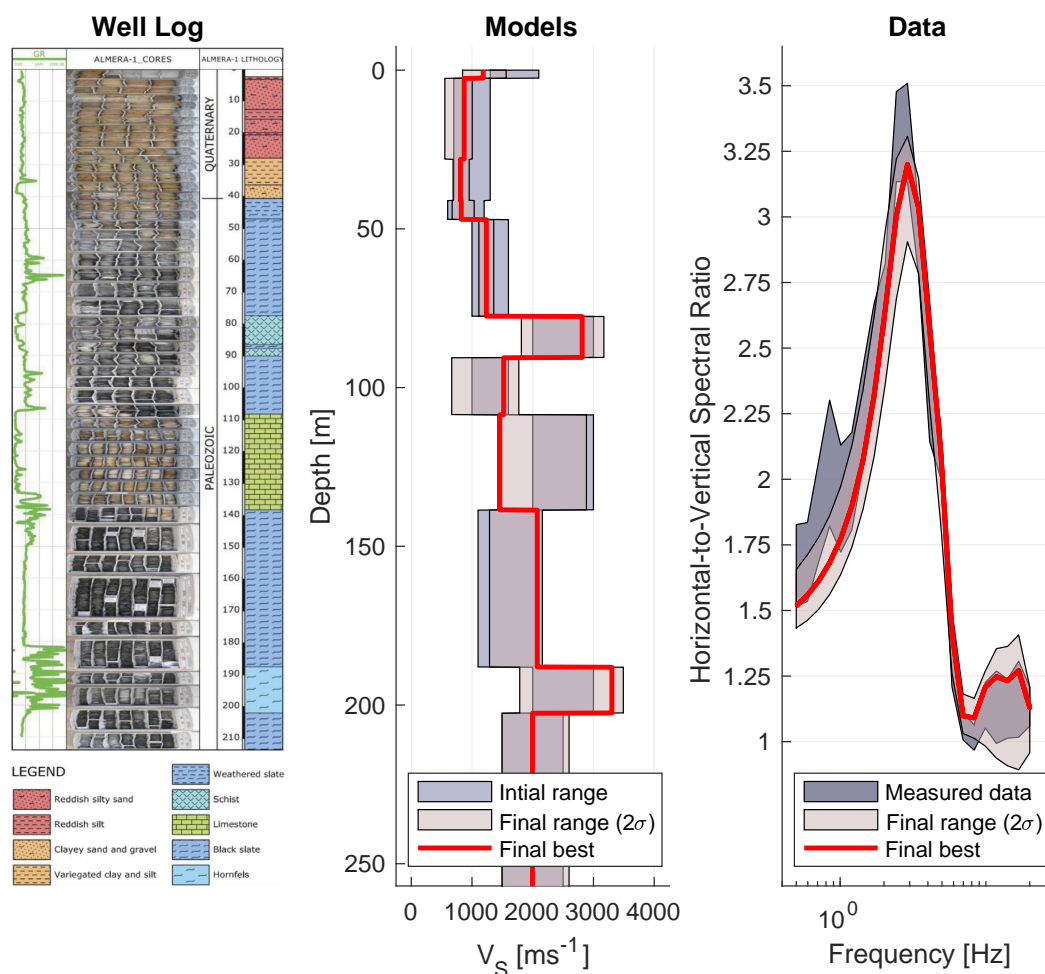 Well Log
GR
ALMERA-1_CORES
ALMERA-1 LITHOLOGY
QUATERNARY
PALEOZOIC
10
20
30
40
50
60
70
80
90
100
110
120
130
140
150
160
170
180
190
200
210
LEGEND
Reddish silty sand
Reddish silt
Clayey sand and gravel
Variegated clay and silt
Weathered slate
Schist
Limestone
Black slate
Hornfels
Models
Depth [m]
0
50
100
150
200
250
Intial range
Final range (2σ)
Final best
0 1000 2000 3000 4000
V_S [ms^-1]
Data
Horizontal-to-Vertical Spectral Ratio
3.5
3.25
3
2.75
2.5
2.25
2
1.75
1.5
1.25
1
Measured data
Final range (2σ)
Final best
10^0
Frequency [Hz]